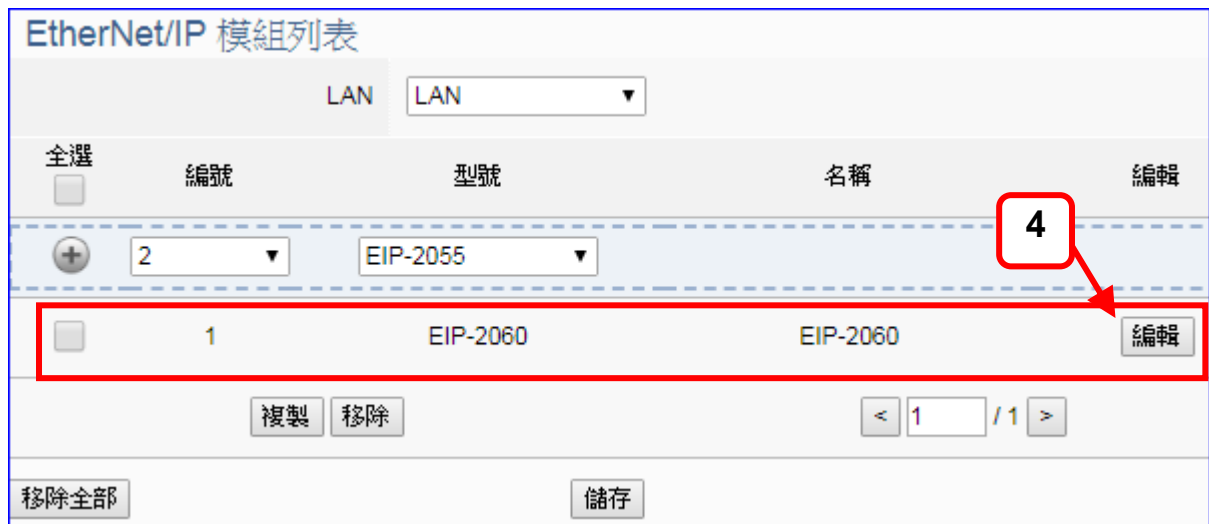 EtherNet/IP 模組列表
LAN LAN ▼
全選 編號 型號 名稱 編輯
4
2 ▼ EIP-2055 ▼
1 EIP-2060 EIP-2060 編輯
複製 移除 < 1 / 1 >
移除全部 儲存